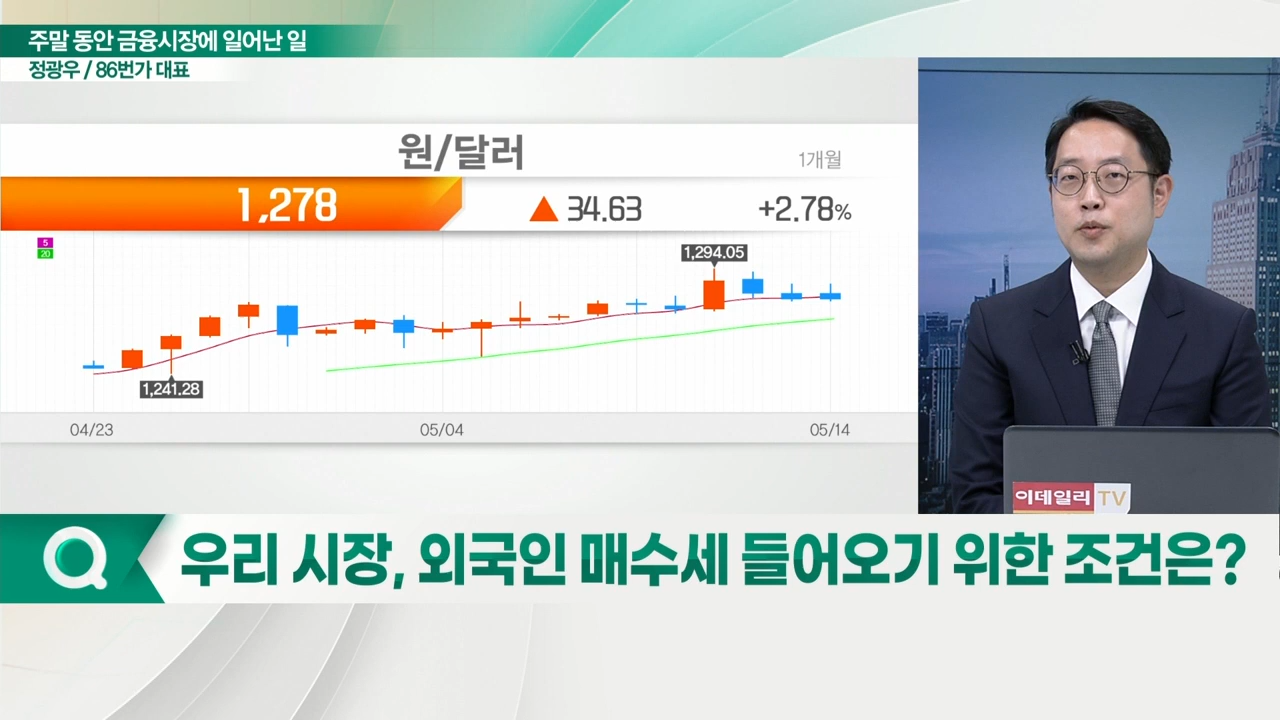 주말 동안 금융시장에 일어난 일
정광우 / 86번가 대표
원/달러
1개월
1,278
▲ 34.63
+2.78%
5
20
1,294.05
1,241.28
04/23
05/04
05/14
이데일리 TV
우리 시장, 외국인 매수세 들어오기 위한 조건은?